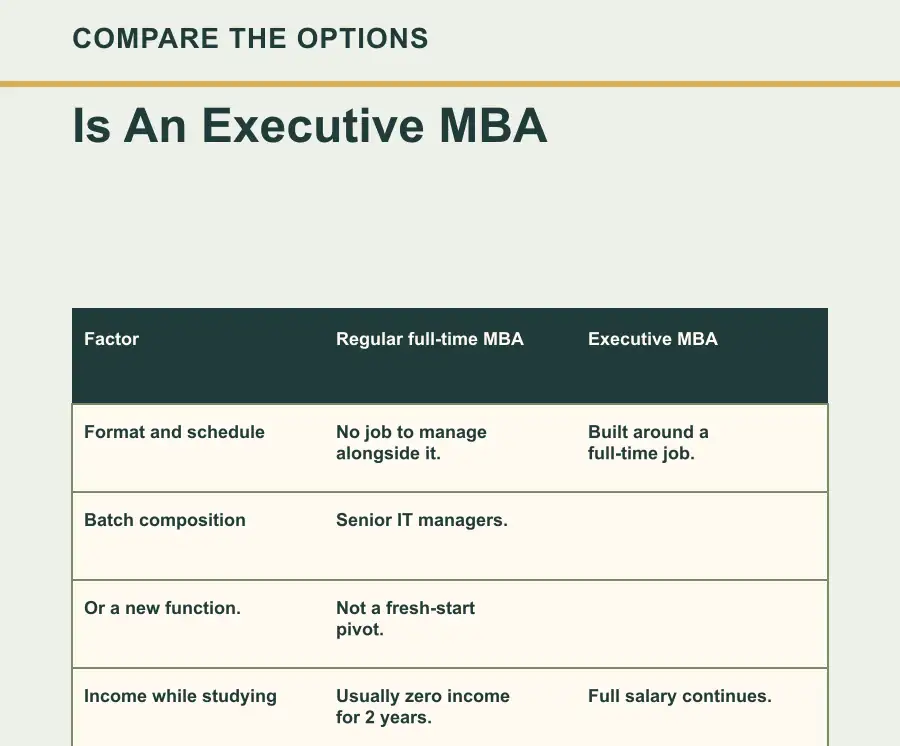 COMPARE THE OPTIONS
Is An Executive MBA
Factor
Regular full-time MBA
Executive MBA
Format and schedule
No job to manage
alongside it.
Built around a
full-time job.
Batch composition
Senior IT managers.
Or a new function.
Not a fresh-start
pivot.
Income while studying
Usually zero income
for 2 years.
Full salary continues.